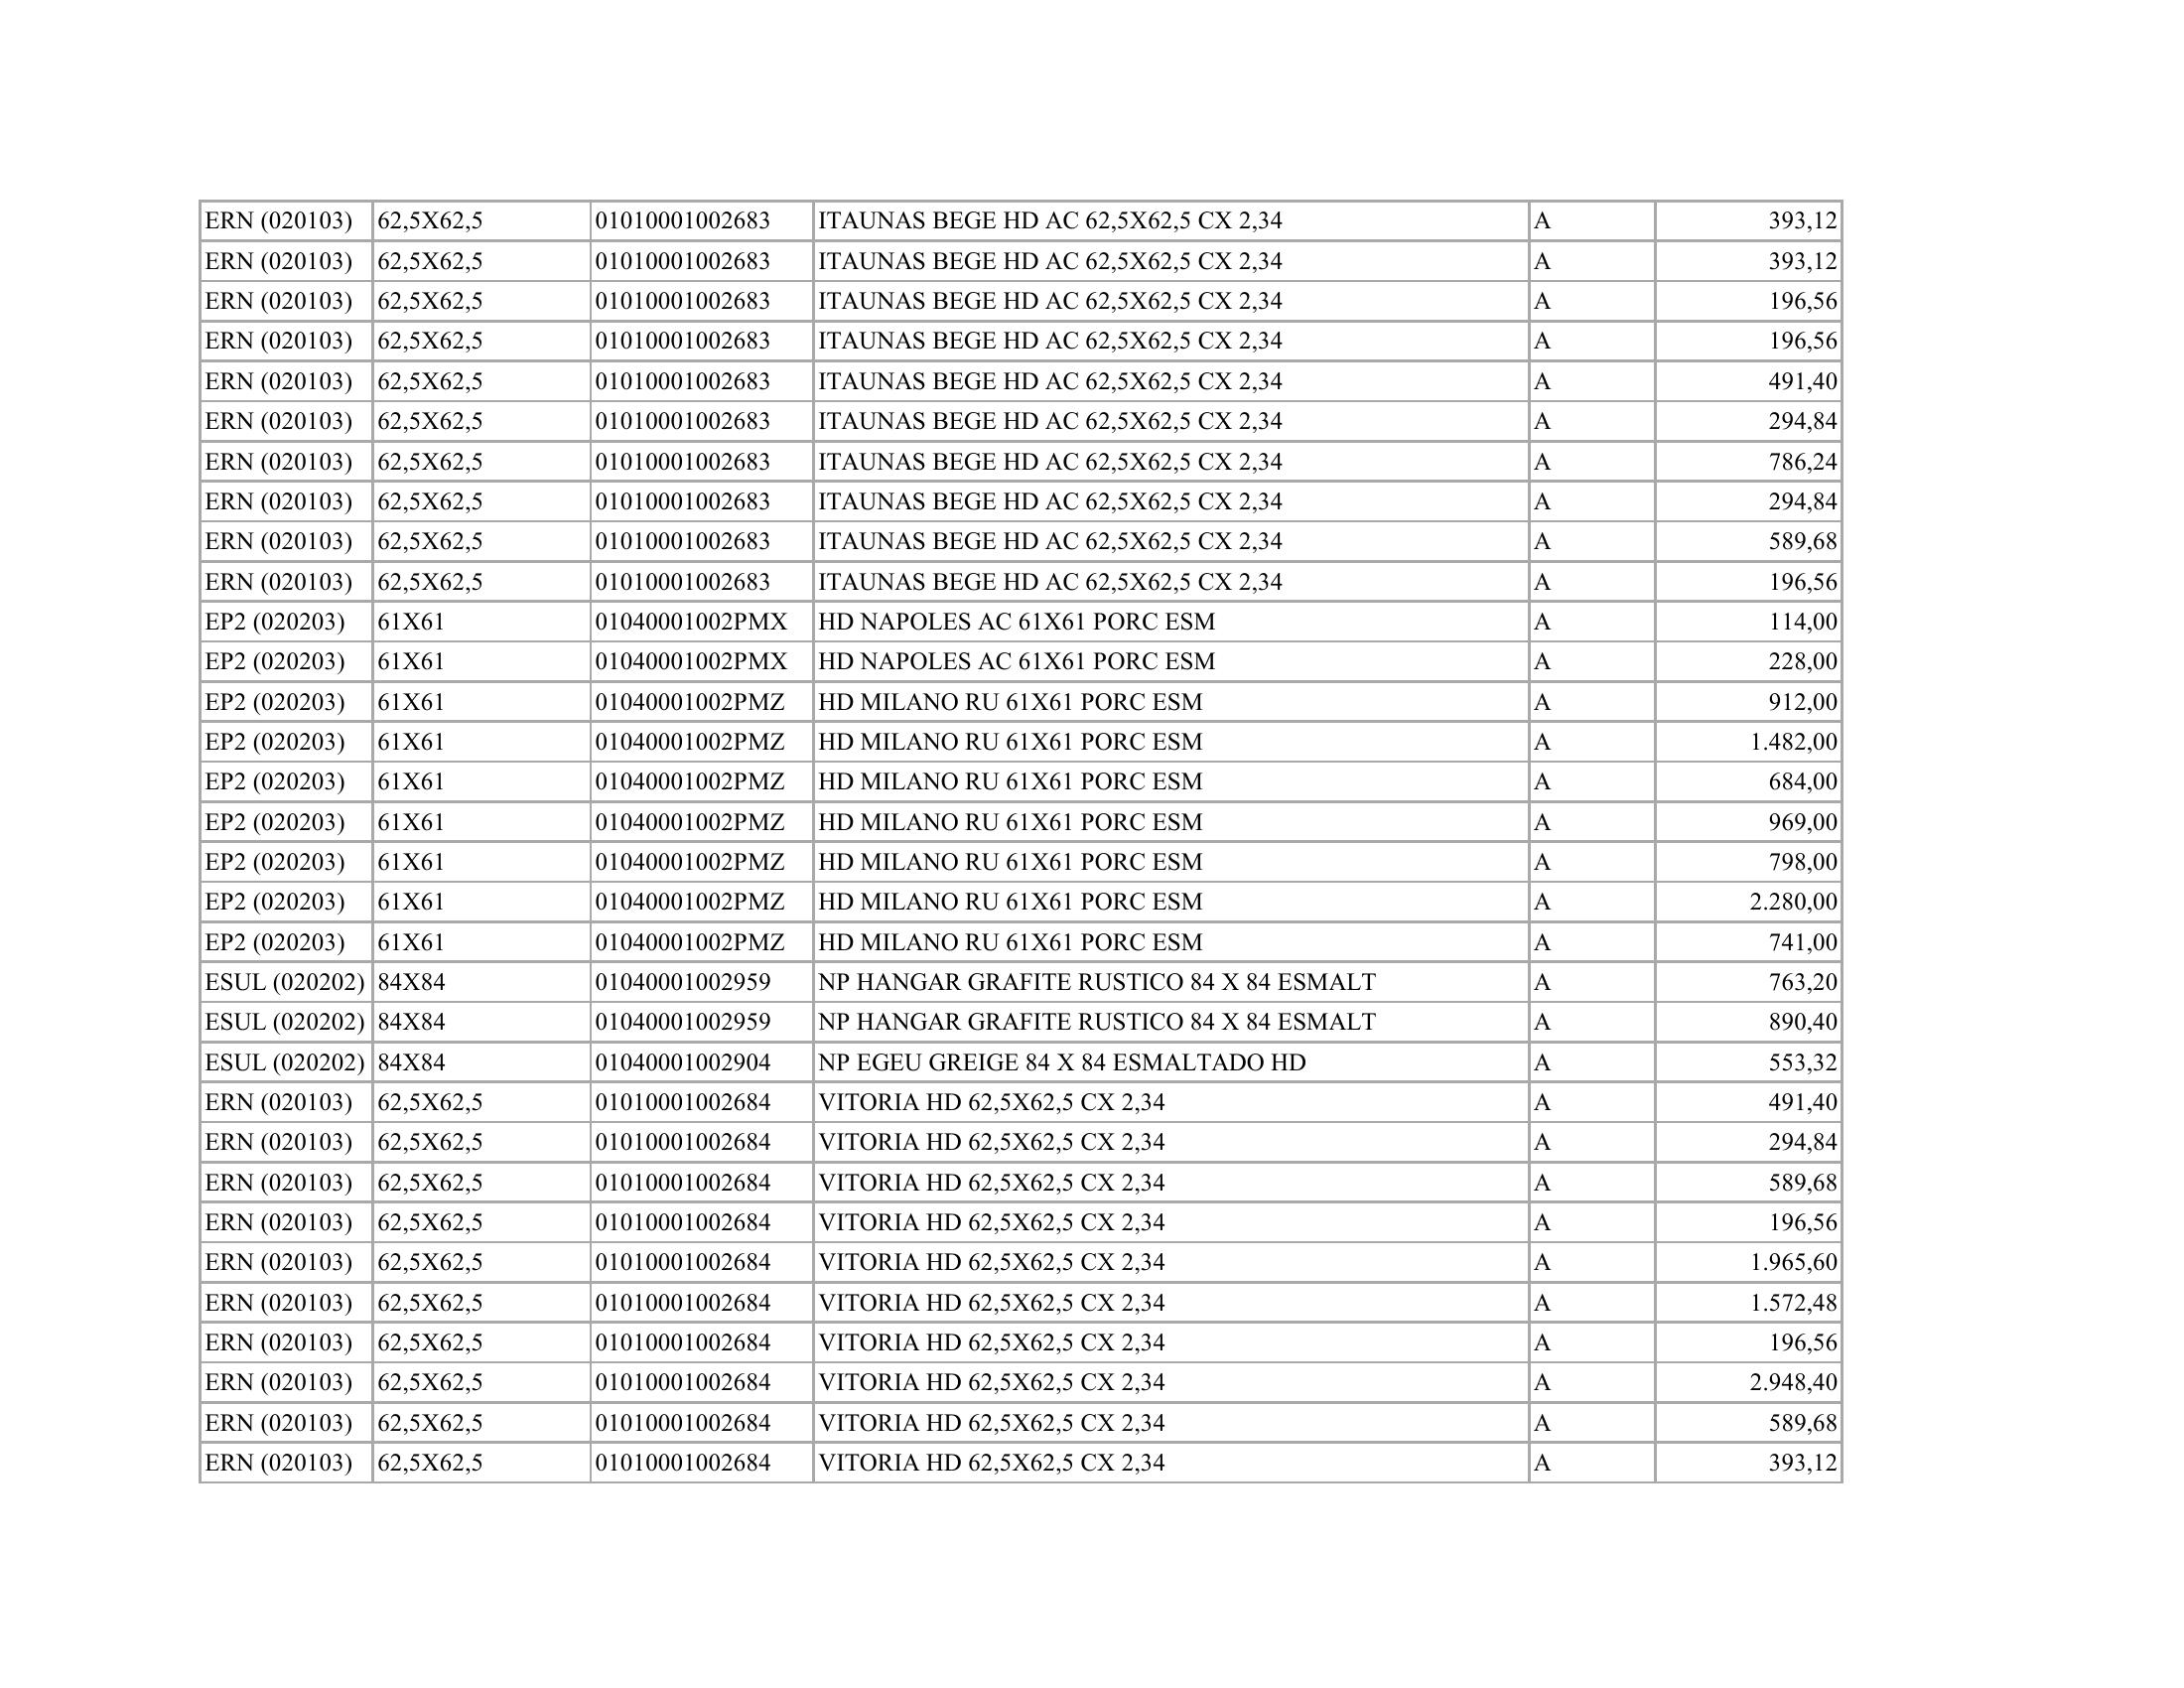 ERN (020103) 62,5X62,5 01010001002683 ITAUNAS BEGE HD AC 62,5X62,5 CX 2,34 A 393,12
ERN (020103) 62,5X62,5 01010001002683 ITAUNAS BEGE HD AC 62,5X62,5 CX 2,34 A 393,12
ERN (020103) 62,5X62,5 01010001002683 ITAUNAS BEGE HD AC 62,5X62,5 CX 2,34 A 196,56
ERN (020103) 62,5X62,5 01010001002683 ITAUNAS BEGE HD AC 62,5X62,5 CX 2,34 A 196,56
ERN (020103) 62,5X62,5 01010001002683 ITAUNAS BEGE HD AC 62,5X62,5 CX 2,34 A 491,40
ERN (020103) 62,5X62,5 01010001002683 ITAUNAS BEGE HD AC 62,5X62,5 CX 2,34 A 294,84
ERN (020103) 62,5X62,5 01010001002683 ITAUNAS BEGE HD AC 62,5X62,5 CX 2,34 A 786,24
ERN (020103) 62,5X62,5 01010001002683 ITAUNAS BEGE HD AC 62,5X62,5 CX 2,34 A 294,84
ERN (020103) 62,5X62,5 01010001002683 ITAUNAS BEGE HD AC 62,5X62,5 CX 2,34 A 589,68
ERN (020103) 62,5X62,5 01010001002683 ITAUNAS BEGE HD AC 62,5X62,5 CX 2,34 A 196,56
EP2 (020203) 61X61 01040001002PMX HD NAPOLES AC 61X61 PORC ESM A 114,00
EP2 (020203) 61X61 01040001002PMX HD NAPOLES AC 61X61 PORC ESM A 228,00
EP2 (020203) 61X61 01040001002PMZ HD MILANO RU 61X61 PORC ESM A 912,00
EP2 (020203) 61X61 01040001002PMZ HD MILANO RU 61X61 PORC ESM A 1.482,00
EP2 (020203) 61X61 01040001002PMZ HD MILANO RU 61X61 PORC ESM A 684,00
EP2 (020203) 61X61 01040001002PMZ HD MILANO RU 61X61 PORC ESM A 969,00
EP2 (020203) 61X61 01040001002PMZ HD MILANO RU 61X61 PORC ESM A 798,00
EP2 (020203) 61X61 01040001002PMZ HD MILANO RU 61X61 PORC ESM A 2.280,00
EP2 (020203) 61X61 01040001002PMZ HD MILANO RU 61X61 PORC ESM A 741,00
ESUL (020202) 84X84 01040001002959 NP HANGAR GRAFITE RUSTICO 84 X 84 ESMALT A 763,20
ESUL (020202) 84X84 01040001002959 NP HANGAR GRAFITE RUSTICO 84 X 84 ESMALT A 890,40
ESUL (020202) 84X84 01040001002904 NP EGEU GREIGE 84 X 84 ESMALTADO HD A 553,32
ERN (020103) 62,5X62,5 01010001002684 VITORIA HD 62,5X62,5 CX 2,34 A 491,40
ERN (020103) 62,5X62,5 01010001002684 VITORIA HD 62,5X62,5 CX 2,34 A 294,84
ERN (020103) 62,5X62,5 01010001002684 VITORIA HD 62,5X62,5 CX 2,34 A 589,68
ERN (020103) 62,5X62,5 01010001002684 VITORIA HD 62,5X62,5 CX 2,34 A 196,56
ERN (020103) 62,5X62,5 01010001002684 VITORIA HD 62,5X62,5 CX 2,34 A 1.965,60
ERN (020103) 62,5X62,5 01010001002684 VITORIA HD 62,5X62,5 CX 2,34 A 1.572,48
ERN (020103) 62,5X62,5 01010001002684 VITORIA HD 62,5X62,5 CX 2,34 A 196,56
ERN (020103) 62,5X62,5 01010001002684 VITORIA HD 62,5X62,5 CX 2,34 A 2.948,40
ERN (020103) 62,5X62,5 01010001002684 VITORIA HD 62,5X62,5 CX 2,34 A 589,68
ERN (020103) 62,5X62,5 01010001002684 VITORIA HD 62,5X62,5 CX 2,34 A 393,12